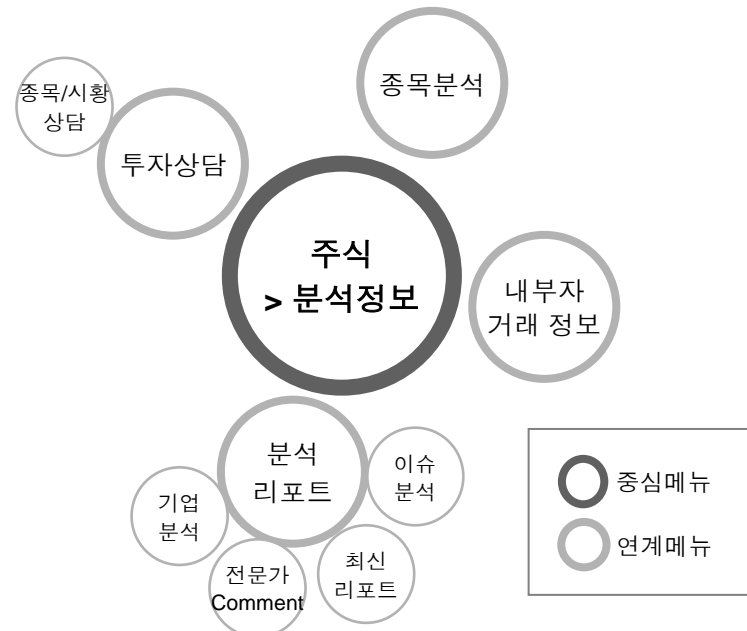 종목분석
종목/시황
상담
투자상담
주식
> 분석정보
내부자
거래 정보
분석
리포트
이슈
분석
기업
분석
최신
리포트
전문가
Comment
중심메뉴
연계메뉴